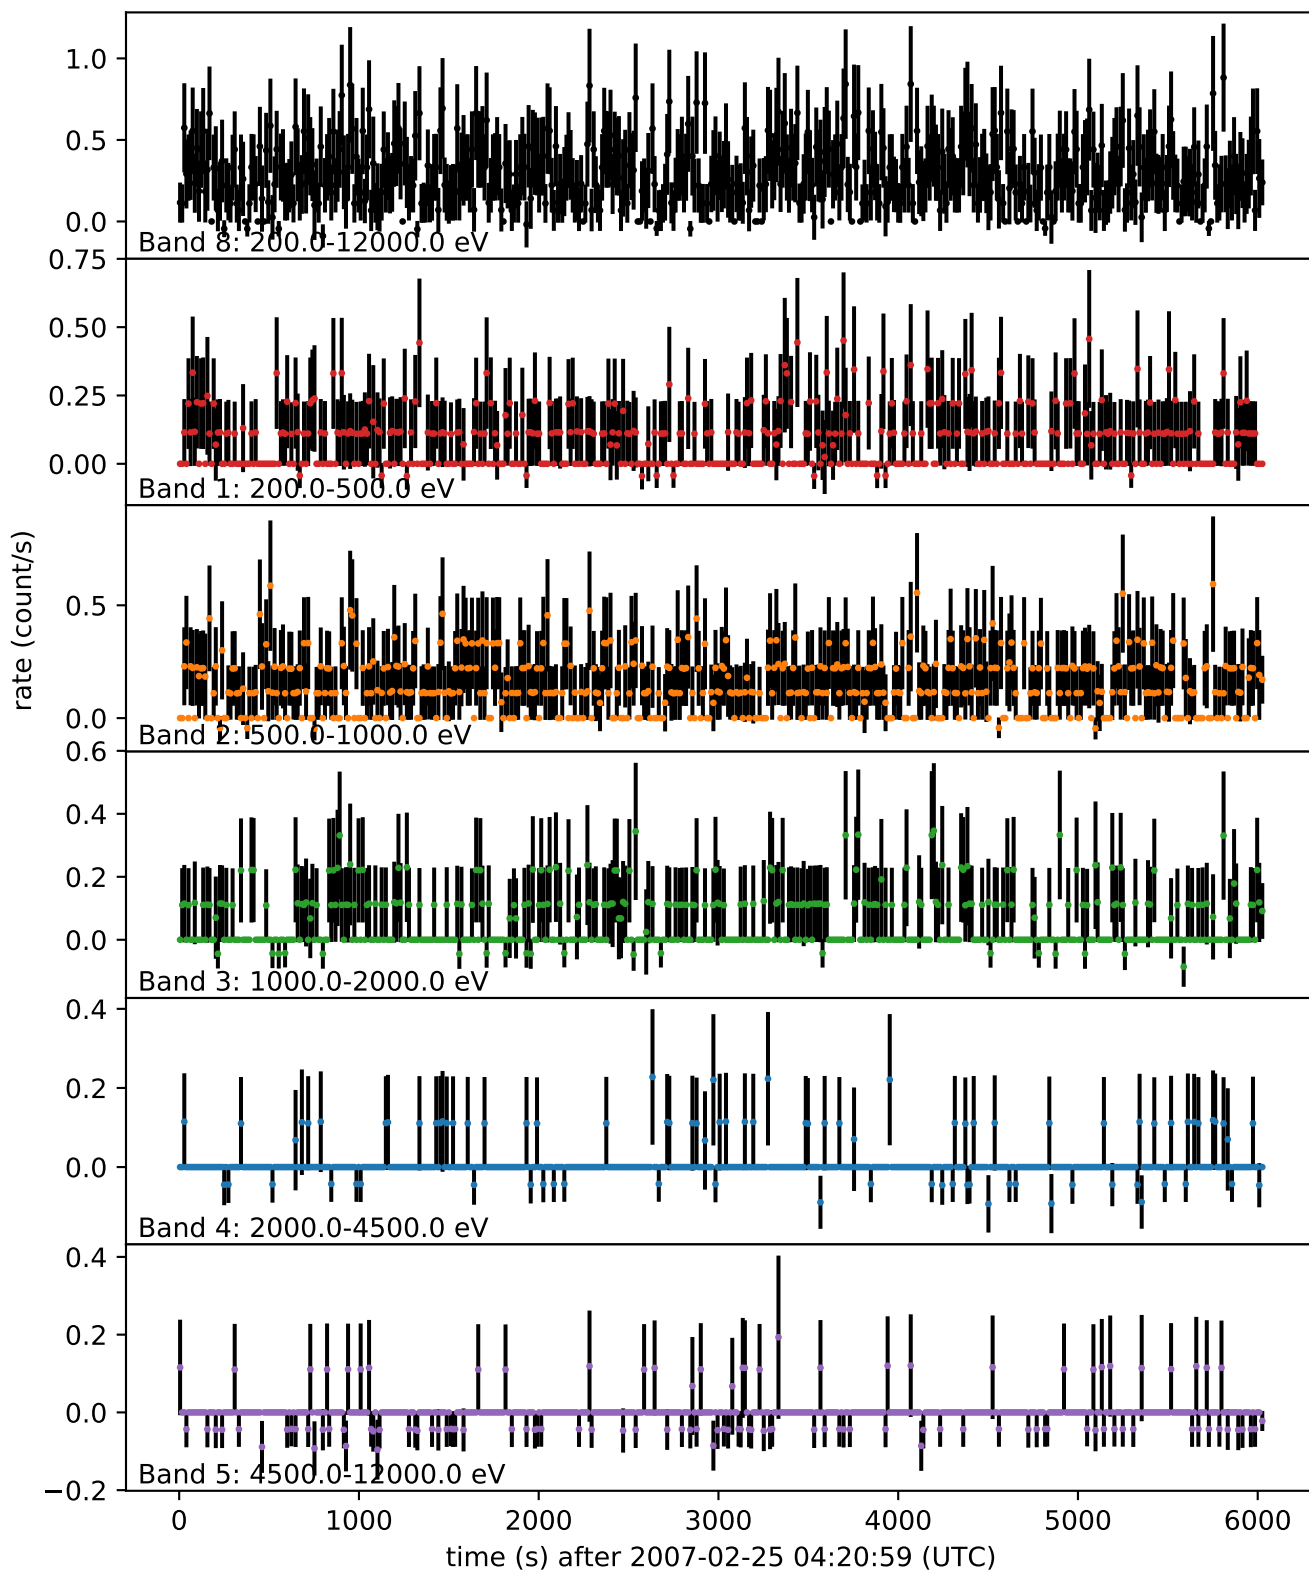 1.0
0.5
0.0
Band 8: 200.0-12000.0 eV
0.75
0.50
0.25
0.00
Band 1: 200.0-500.0 eV
rate (count/s)
0.5
0.0
Band 2: 500.0-1000.0 eV
0.6
0.4
0.2
0.0
Band 3: 1000.0-2000.0 eV
0.4
0.2
0.0
Band 4: 2000.0-4500.0 eV
0.4
0.2
0.0
−0.2
Band 5: 4500.0-12000.0 eV
0 1000 2000 3000 4000 5000 6000
time (s) after 2007-02-25 04:20:59 (UTC)